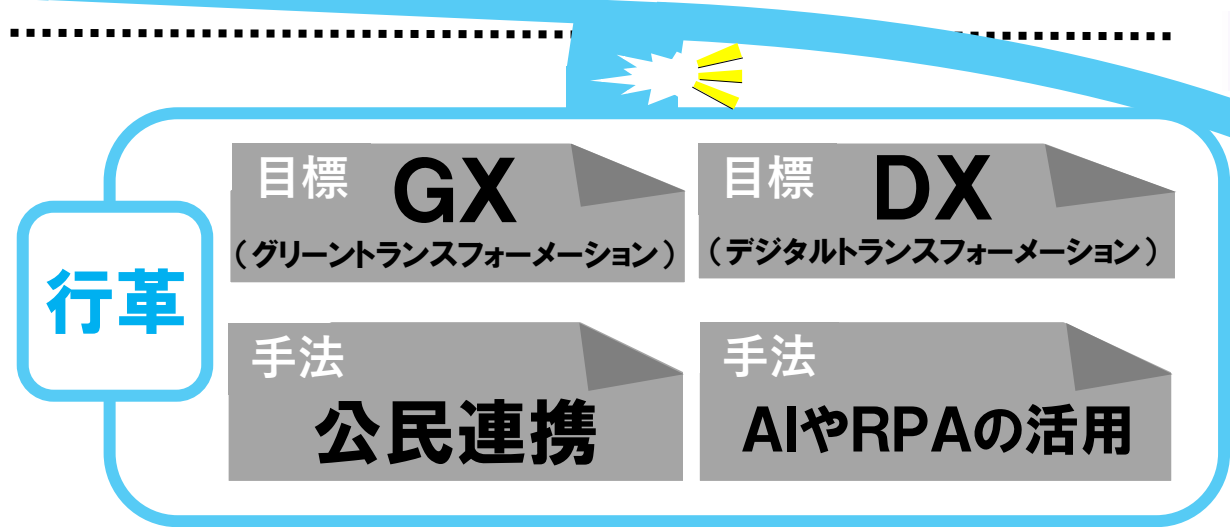 行革
目標 GX
（グリーントランスフォーメーション）
目標 DX
（デジタルトランスフォーメーション）
手法
公民連携
手法
AIやRPAの活用